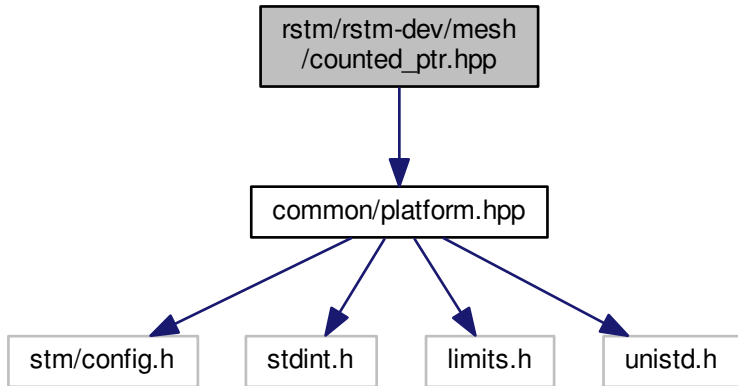 rstm/rstm-dev/mesh
/counted_ptr.hpp
common/platform.hpp
stm/config.h
stdint.h
limits.h
unistd.h